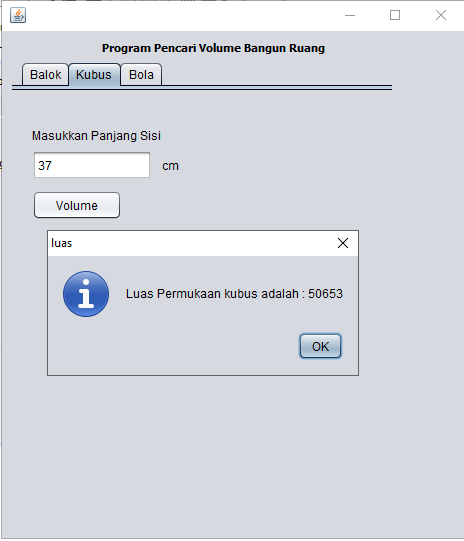 Program Pencari Volume Bangun Ruang
Balok Kubus Bola
Masukkan Panjang Sisi
37 cm
Volume
luas
Luas Permukaan kubus adalah : 50653
OK